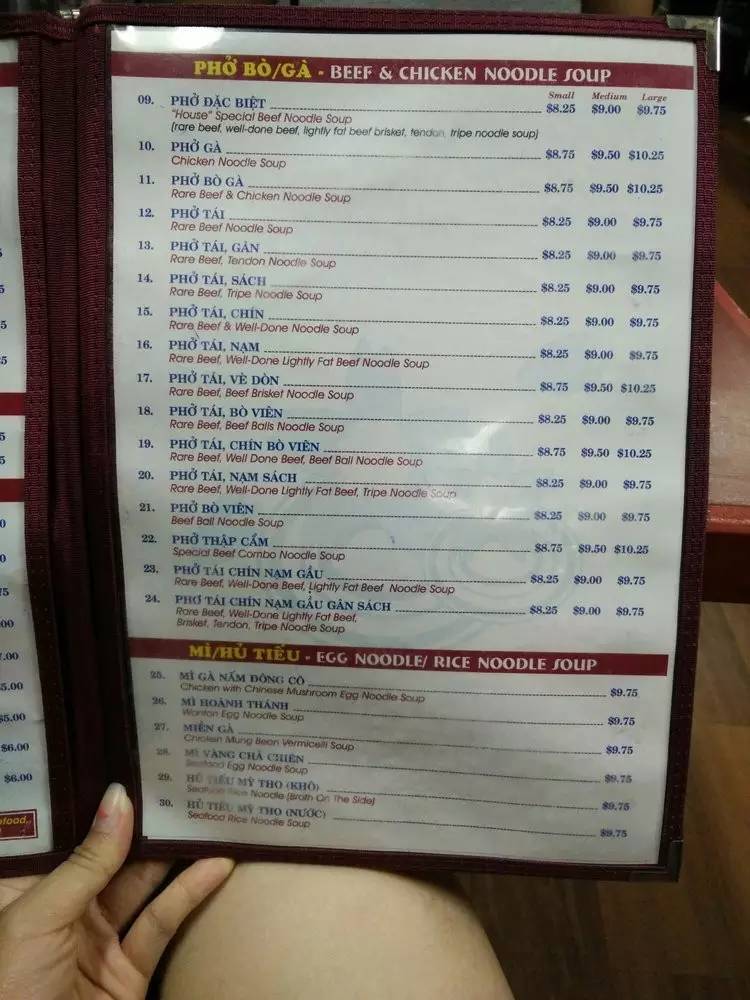 PHỞ BÒ/GÀ - BEEF & CHICKEN NOODLE SOUP
Small Medium Large
09. PHỞ ĐẶC BIỆT $8.25 $9.00 $9.75
"House" Special Beef Noodle Soup
(rare beef, well-done beef, lightly fat beef brisket, tendon, tripe noodle soup)
10. PHỞ GÀ $8.75 $9.50 $10.25
Chicken Noodle Soup
11. PHỞ BÒ GÀ $8.75 $9.50 $10.25
Rare Beef & Chicken Noodle Soup
12. PHỞ TÁI $8.25 $9.00 $9.75
Rare Beef Noodle Soup
13. PHỞ TÁI, GÂN $8.25 $9.00 $9.75
Rare Beef, Tendon Noodle Soup
14. PHỞ TÁI, SÁCH $8.25 $9.00 $9.75
Rare Beef, Tripe Noodle Soup
15. PHỞ TÁI, CHÍN $8.25 $9.00 $9.75
Rare Beef & Well-Done Noodle Soup
16. PHỞ TÁI, NẠM $8.25 $9.00 $9.75
Rare Beef, Well-Done Lightly Fat Beef Noodle Soup
17. PHỞ TÁI, VÈ DÒN $8.75 $9.50 $10.25
Rare Beef, Beef Brisket Noodle Soup
18. PHỞ TÁI, BÒ VIÊN $8.25 $9.00 $9.75
Rare Beef, Beef Balls Noodle Soup
19. PHỞ TÁI, CHÍN BÒ VIÊN $8.75 $9.50 $10.25
Rare Beef, Well Done Beef, Beef Ball Noodle Soup
20. PHỞ TÁI, NẠM SÁCH $8.25 $9.00 $9.75
Rare Beef, Well-Done Lightly Fat Beef, Tripe Noodle Soup
21. PHỞ BÒ VIÊN $8.25 $9.00 $9.75
Beef Ball Noodle Soup
22. PHỞ THẬP CẨM $8.75 $9.50 $10.25
Special Beef Combo Noodle Soup
23. PHỞ TÁI CHÍN NẠM GẦU $8.25 $9.00 $9.75
Rare Beef, Well-Done Beef, Lightly Fat Beef Noodle Soup
24. PHỞ TÁI CHÍN NẠM GẦU GÂN SÁCH $8.25 $9.00 $9.75
Rare Beef, Well-Done Lightly Fat Beef,
Brisket, Tendon, Tripe Noodle Soup
MÌ/HỦ TIẾU - EGG NOODLE/ RICE NOODLE SOUP
25. MÌ GÀ NẤM ĐÔNG CÔ $9.75
Chicken with Chinese Mushroom Egg Noodle Soup
26. MÌ HOÀNH THÁNH $9.75
Wonton Egg Noodle Soup
27. MIẾN GÀ $9.75
Chicken Mung Bean Vermicelli Soup
28. MÌ VÀNG CHẢ CHIÊN $9.75
Seafood Egg Noodle Soup
29. HỦ TIẾU MỸ THO (KHÔ) $9.75
Seafood Rice Noodle (Broth On The Side)
30. HỦ TIẾU MỸ THO (NƯỚC) $9.75
Seafood Rice Noodle Soup
$6.00
$6.00